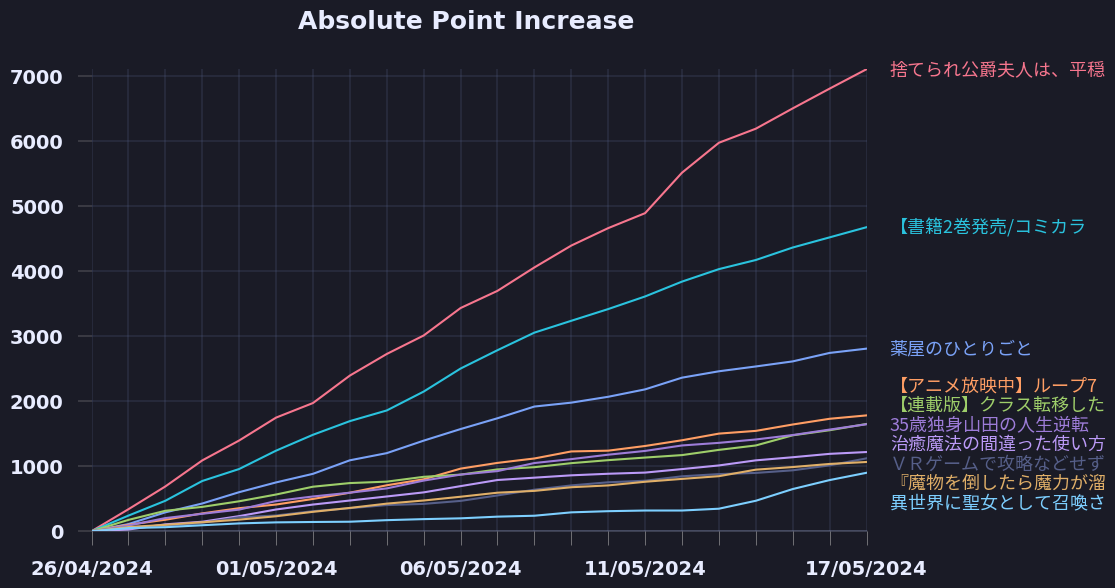 Absolute Point Increase
7000
6000
5000
4000
3000
2000
1000
0
26/04/2024
01/05/2024
06/05/2024
11/05/2024
17/05/2024
捨てられ公爵夫人は、平穏
【書籍2巻発売/コミカラ
薬屋のひとりごと
【アニメ放映中】ループ7
【連載版】クラス転移した
35歳独身山田の人生逆転
治癒魔法の間違った使い方
ＶＲゲームで攻略などせず
『魔物を倒したら魔力が溜
異世界に聖女として召喚さ